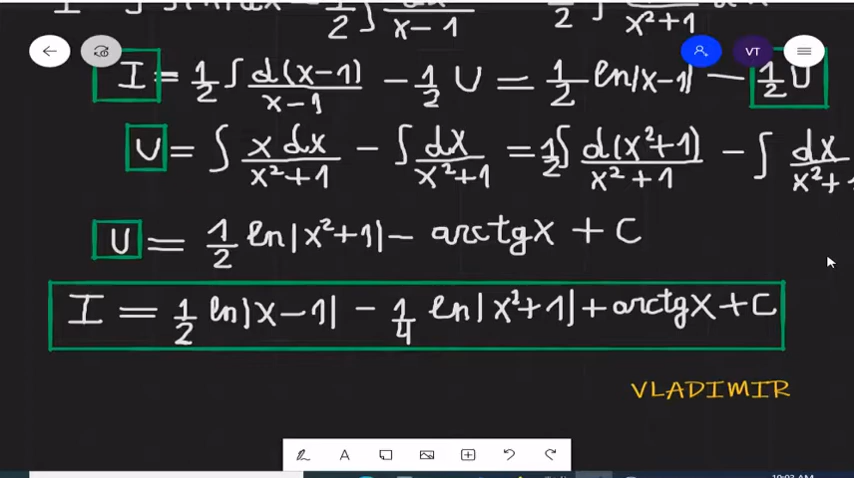 I = 1/2 ∫ d(x-1)/(x-1) - 1/2 U = 1/2 ln|x-1| - 1/2 U
U = ∫ x dx/(x²+1) - ∫ dx/(x²+1) = 1/2 ∫ d(x²+1)/(x²+1) - ∫ dx/(x²+1
U = 1/2 ln|x²+1| - arctgx + C
I = 1/2 ln|x-1| - 1/4 ln|x²+1| + arctgx + C
VLADIMIR
VT
A